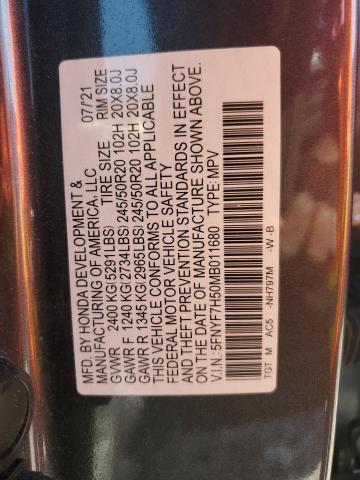 MFD. BY HONDA DEVELOPMENT & 07/'21
MANUFACTURING OF AMERICA, LLC
TIRE SIZE RIM SIZE
GVWR 2400 KG(5291LBS)
GAWR F 1240 KG(2734LBS) 245/50R20 102H 20X8.0J
GAWR R 1345 KG(2965LBS) 245/50R20 102H 20X8.0J
THIS VEHICLE CONFORMS TO ALL APPLICABLE
FEDERAL MOTOR VEHICLE SAFETY
AND THEFT PREVENTION STANDARDS IN EFFECT
ON THE DATE OF MANUFACTURE SHOWN ABOVE.
V.I.N.: 5FNYF7H50MB011680 TYPE: MPV
TGT M AC5 -NH797M -W -B